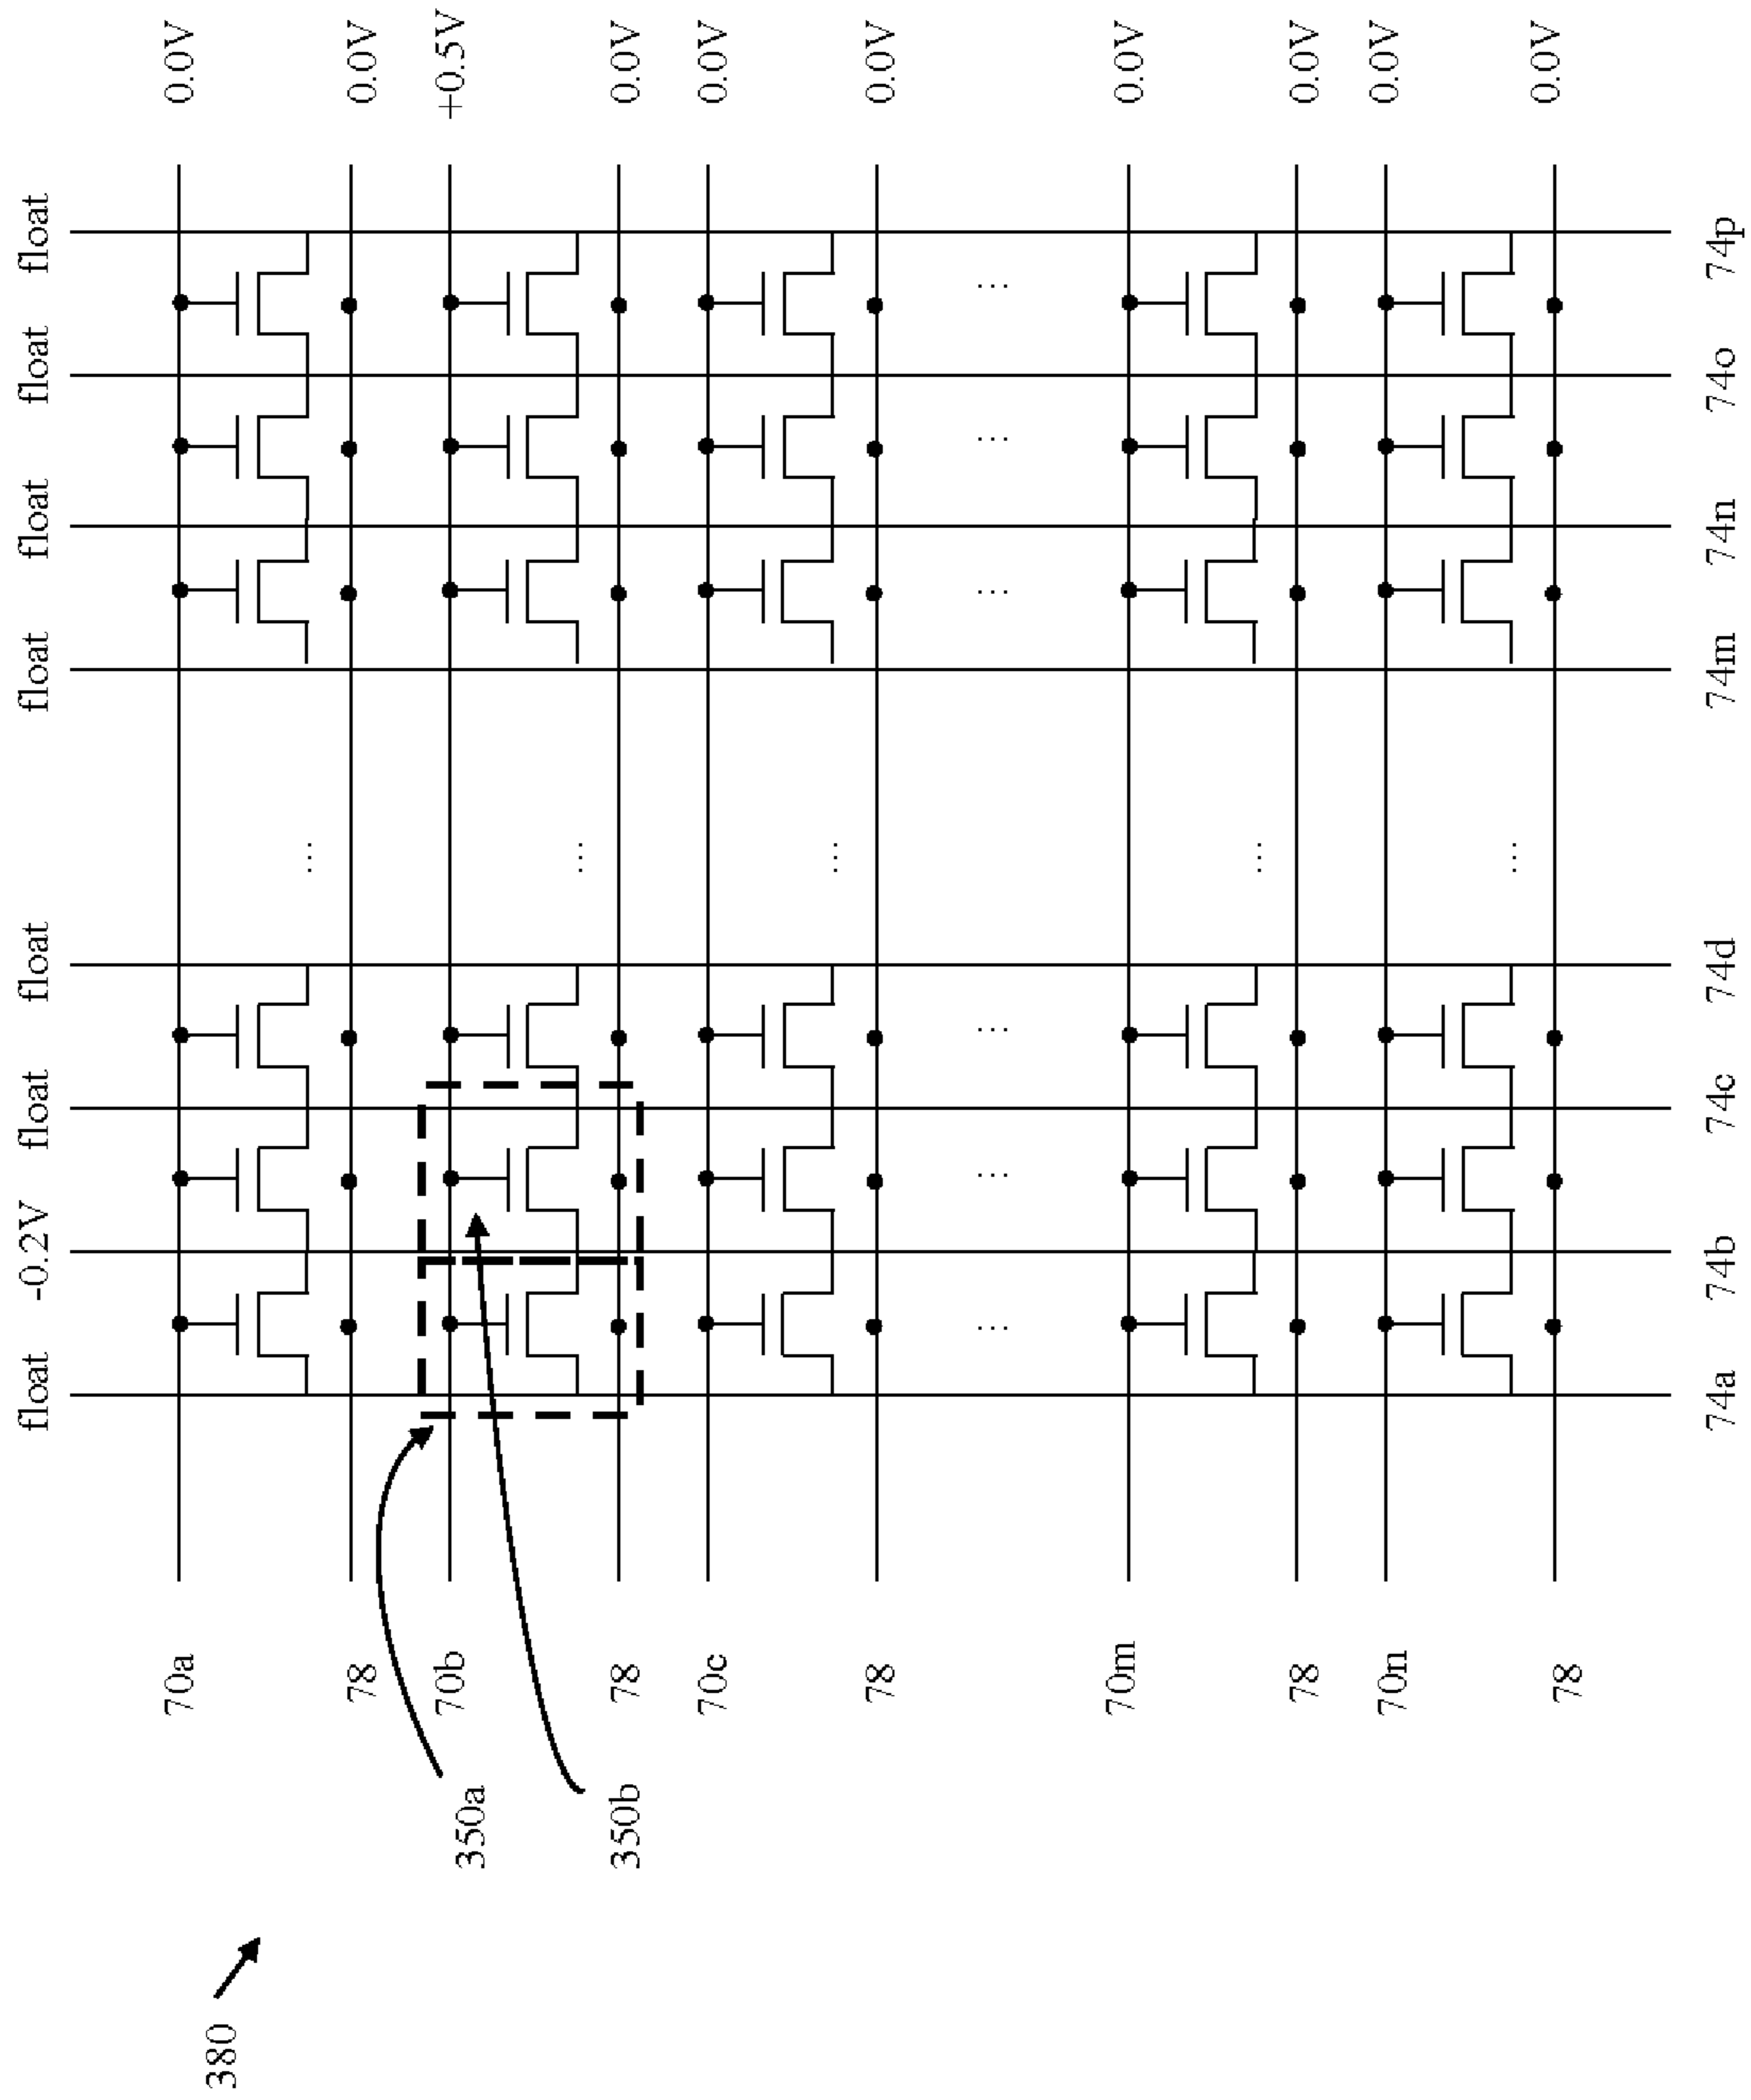 float -0.2V float float float float float float
70a 0.0V
380
78 0.0V
70b +0.5V
350a
78 0.0V
350b
70c 0.0V
78 0.0V
70m 0.0V
78 0.0V
70n 0.0V
78 0.0V
74a 74b 74c 74d 74m 74n 74o 74p